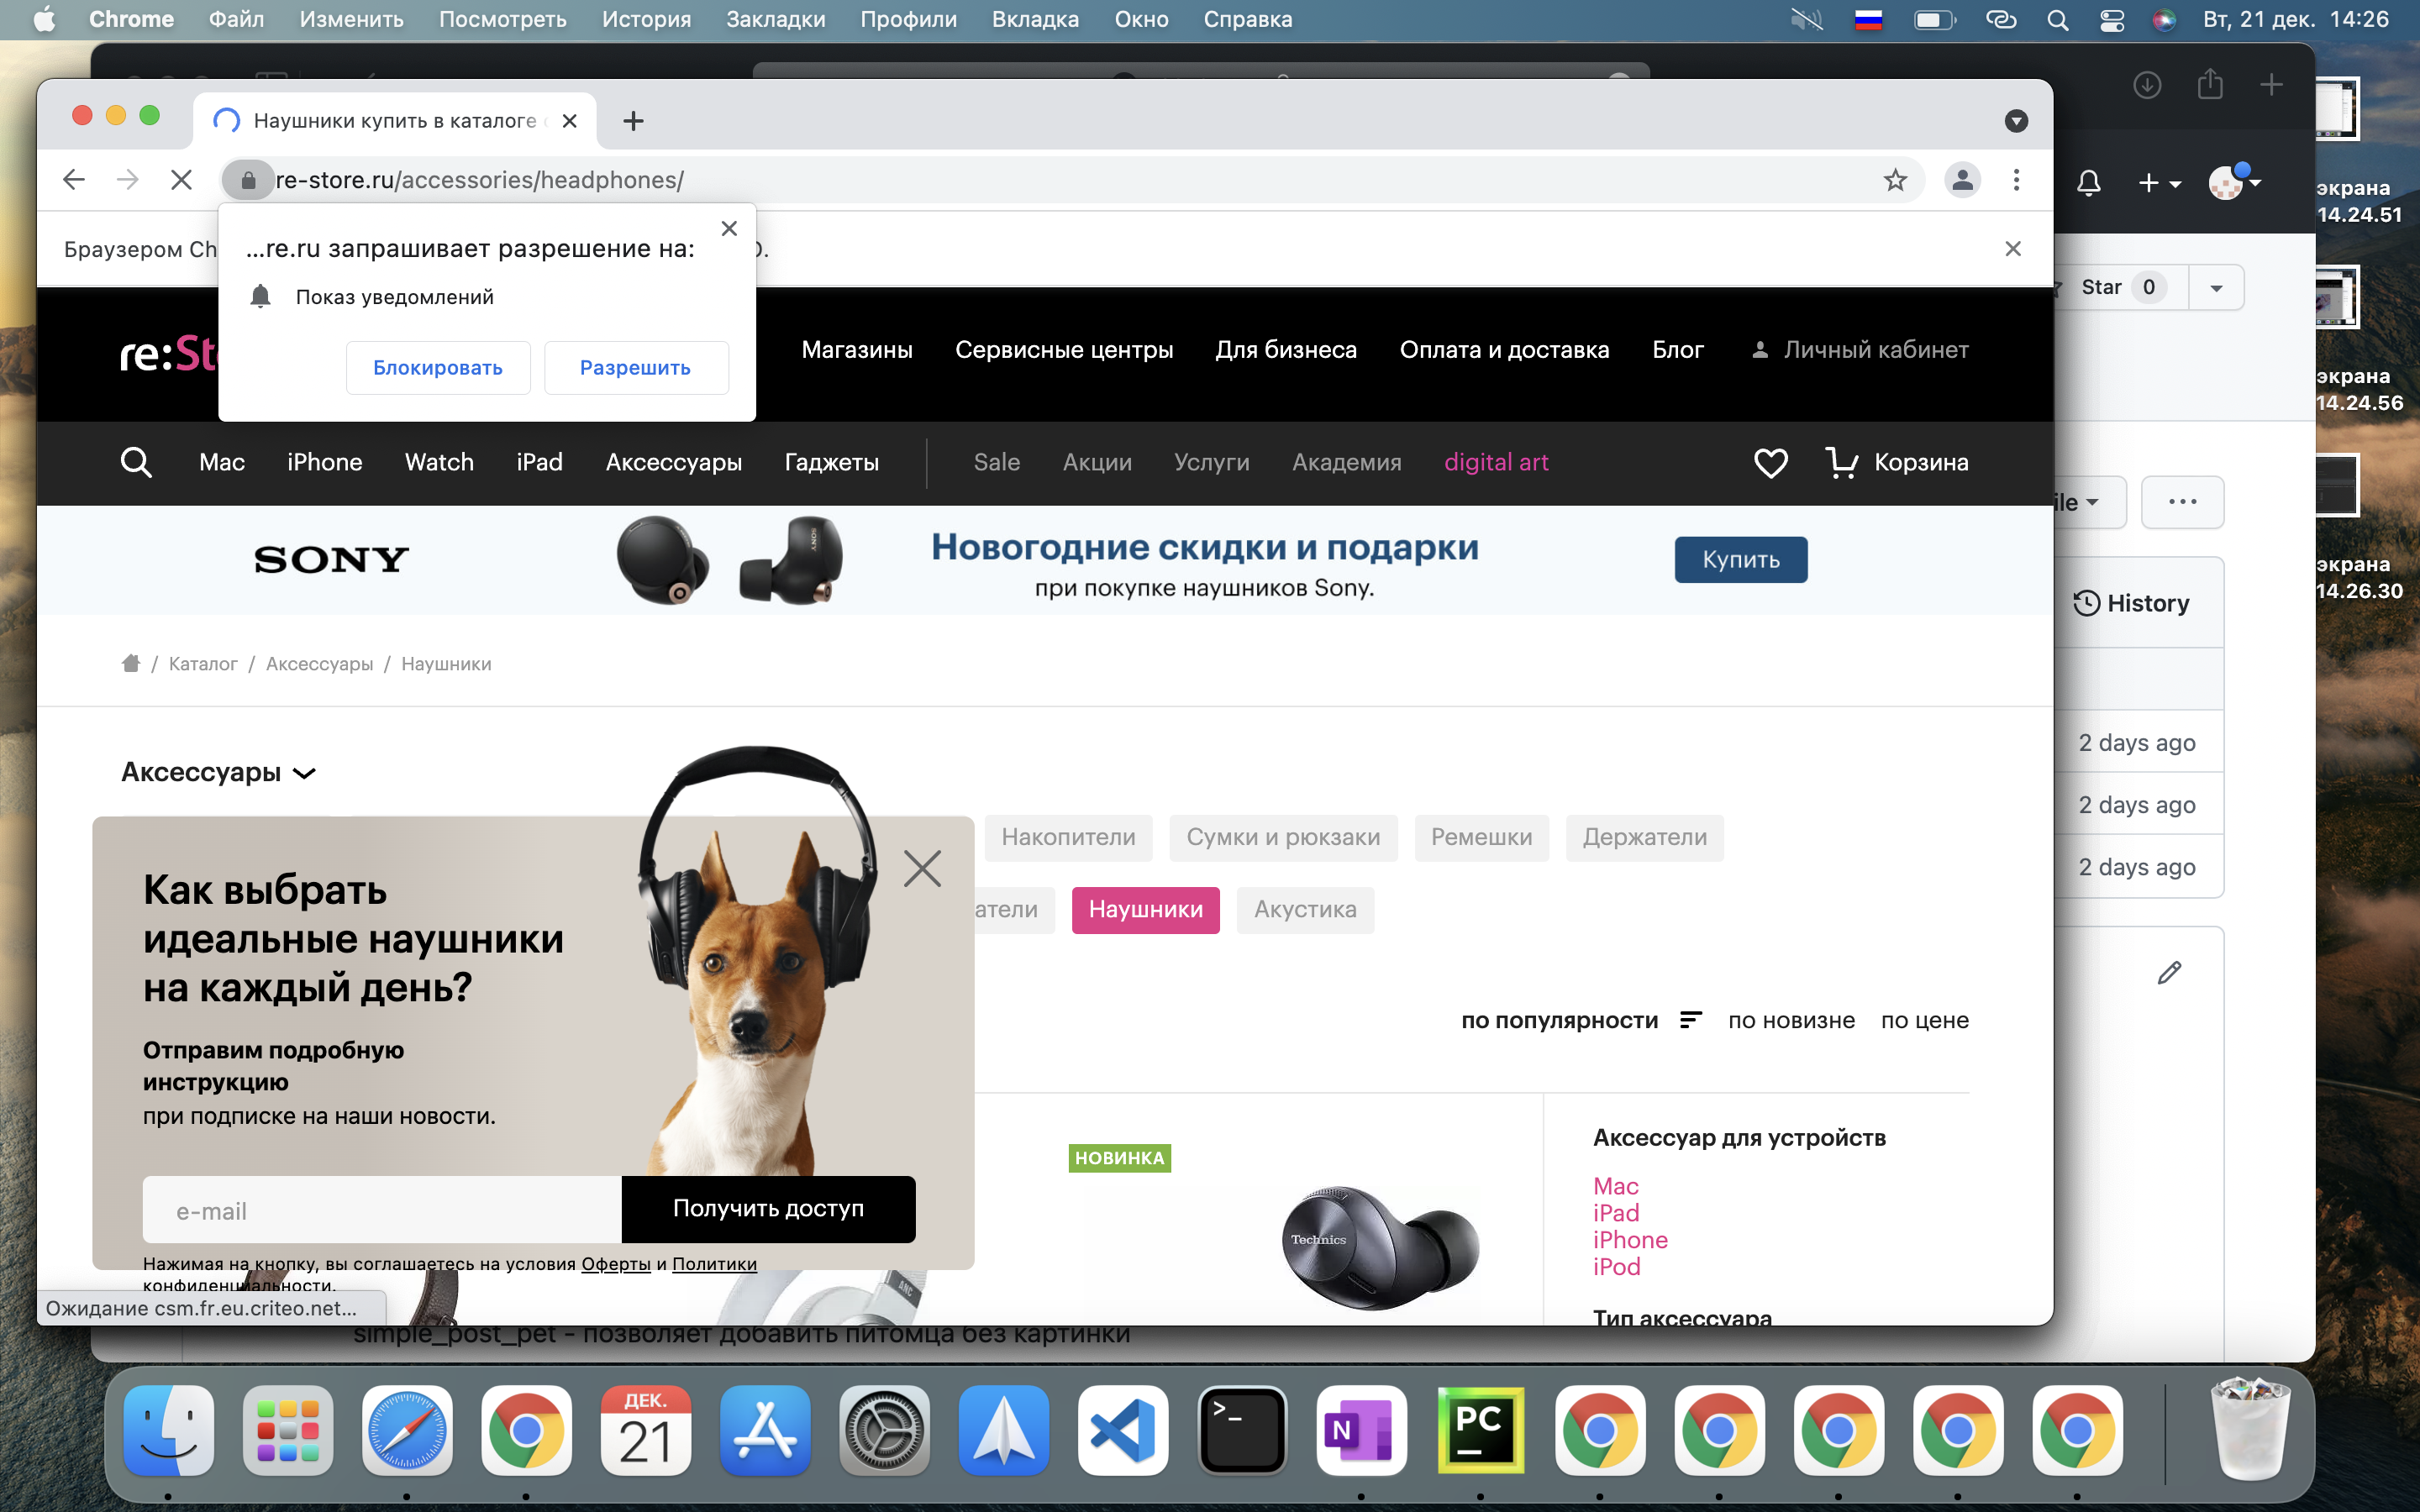 Chrome Файл Изменить Посмотреть История Закладки Профили Вкладка Окно Справка Вт, 21 дек. 14:26
Наушники купить в каталоге
re-store.ru/accessories/headphones/
Браузером Ch
...re.ru запрашивает разрешение на:
Показ уведомлений
Блокировать Разрешить
re:St
Магазины Сервисные центры Для бизнеса Оплата и доставка Блог Личный кабинет
Mac iPhone Watch iPad Аксессуары Гаджеты Sale Акции Услуги Академия digital art Корзина
SONY
SONY
Новогодние скидки и подарки
при покупке наушников Sony.
Купить
/ Каталог / Аксессуары / Наушники
Аксессуары
Накопители Сумки и рюкзаки Ремешки Держатели
атели Наушники Акустика
Как выбрать
идеальные наушники
на каждый день?
Отправим подробную
инструкцию
при подписке на наши новости.
e-mail Получить доступ
Нажимая на кнопку, вы соглашаетесь на условия Оферты и Политики
конфиденциальности.
по популярности по новизне по цене
НОВИНКА
Technics
ANC
Аксессуар для устройств
Mac
iPad
iPhone
iPod
Тип аксессуара
Ожидание csm.fr.eu.criteo.net...
simple_post_pet - позволяет добавить питомца без картинки
Star 0
ile
History
2 days ago
2 days ago
2 days ago
экрана
14.24.51
экрана
14.24.56
экрана
14.26.30
ДЕК.
21
>_
N
PC